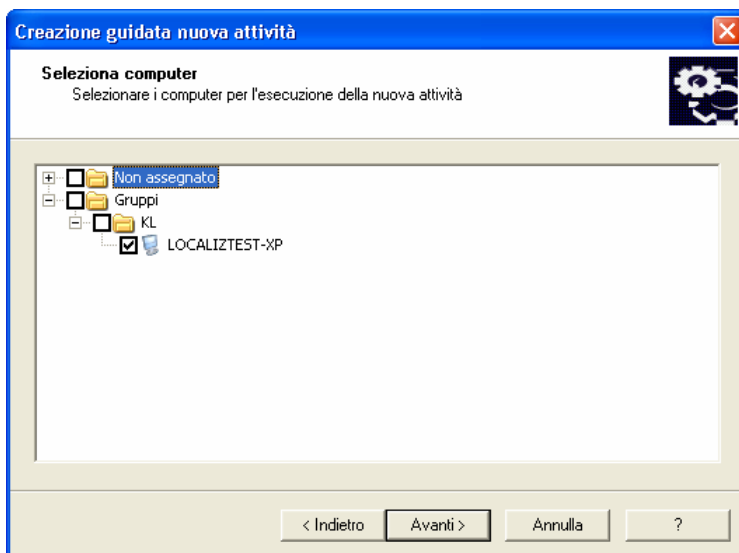 Creazione guidata nuova attività
Seleziona computer
Selezionare i computer per l'esecuzione della nuova attività
Non assegnato
Gruppi
KL
LOCALIZTEST-XP
< Indietro
Avanti >
Annulla
?